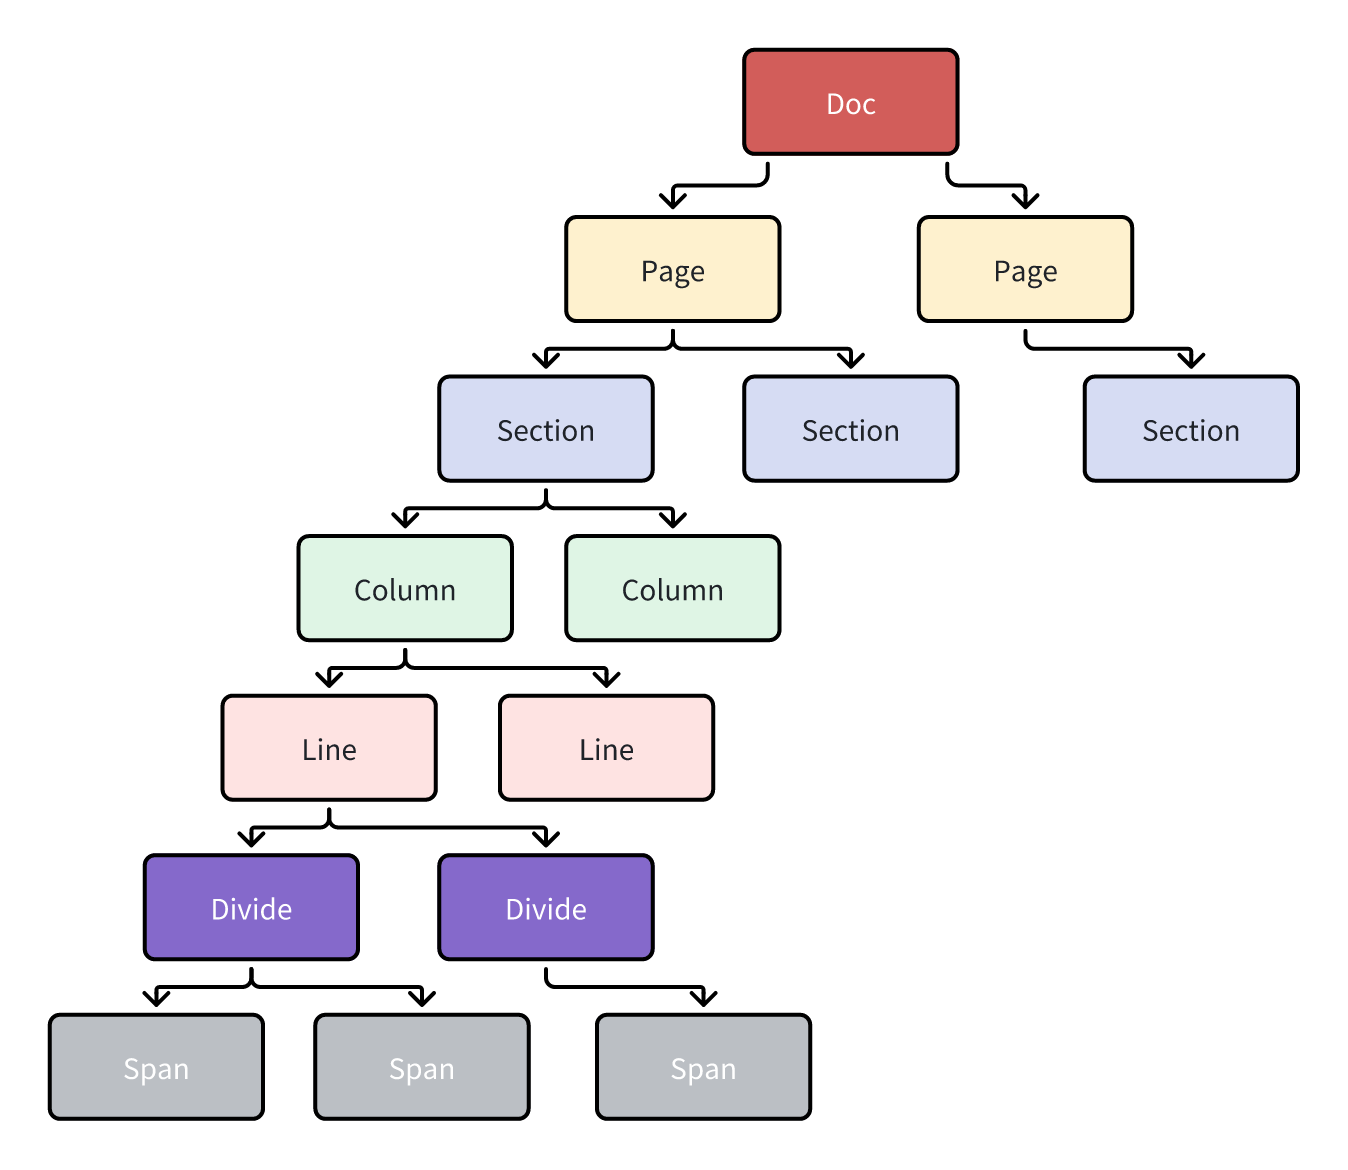 Doc
Page
Page
Section
Section
Section
Column
Column
Line
Line
Divide
Divide
Span
Span
Span